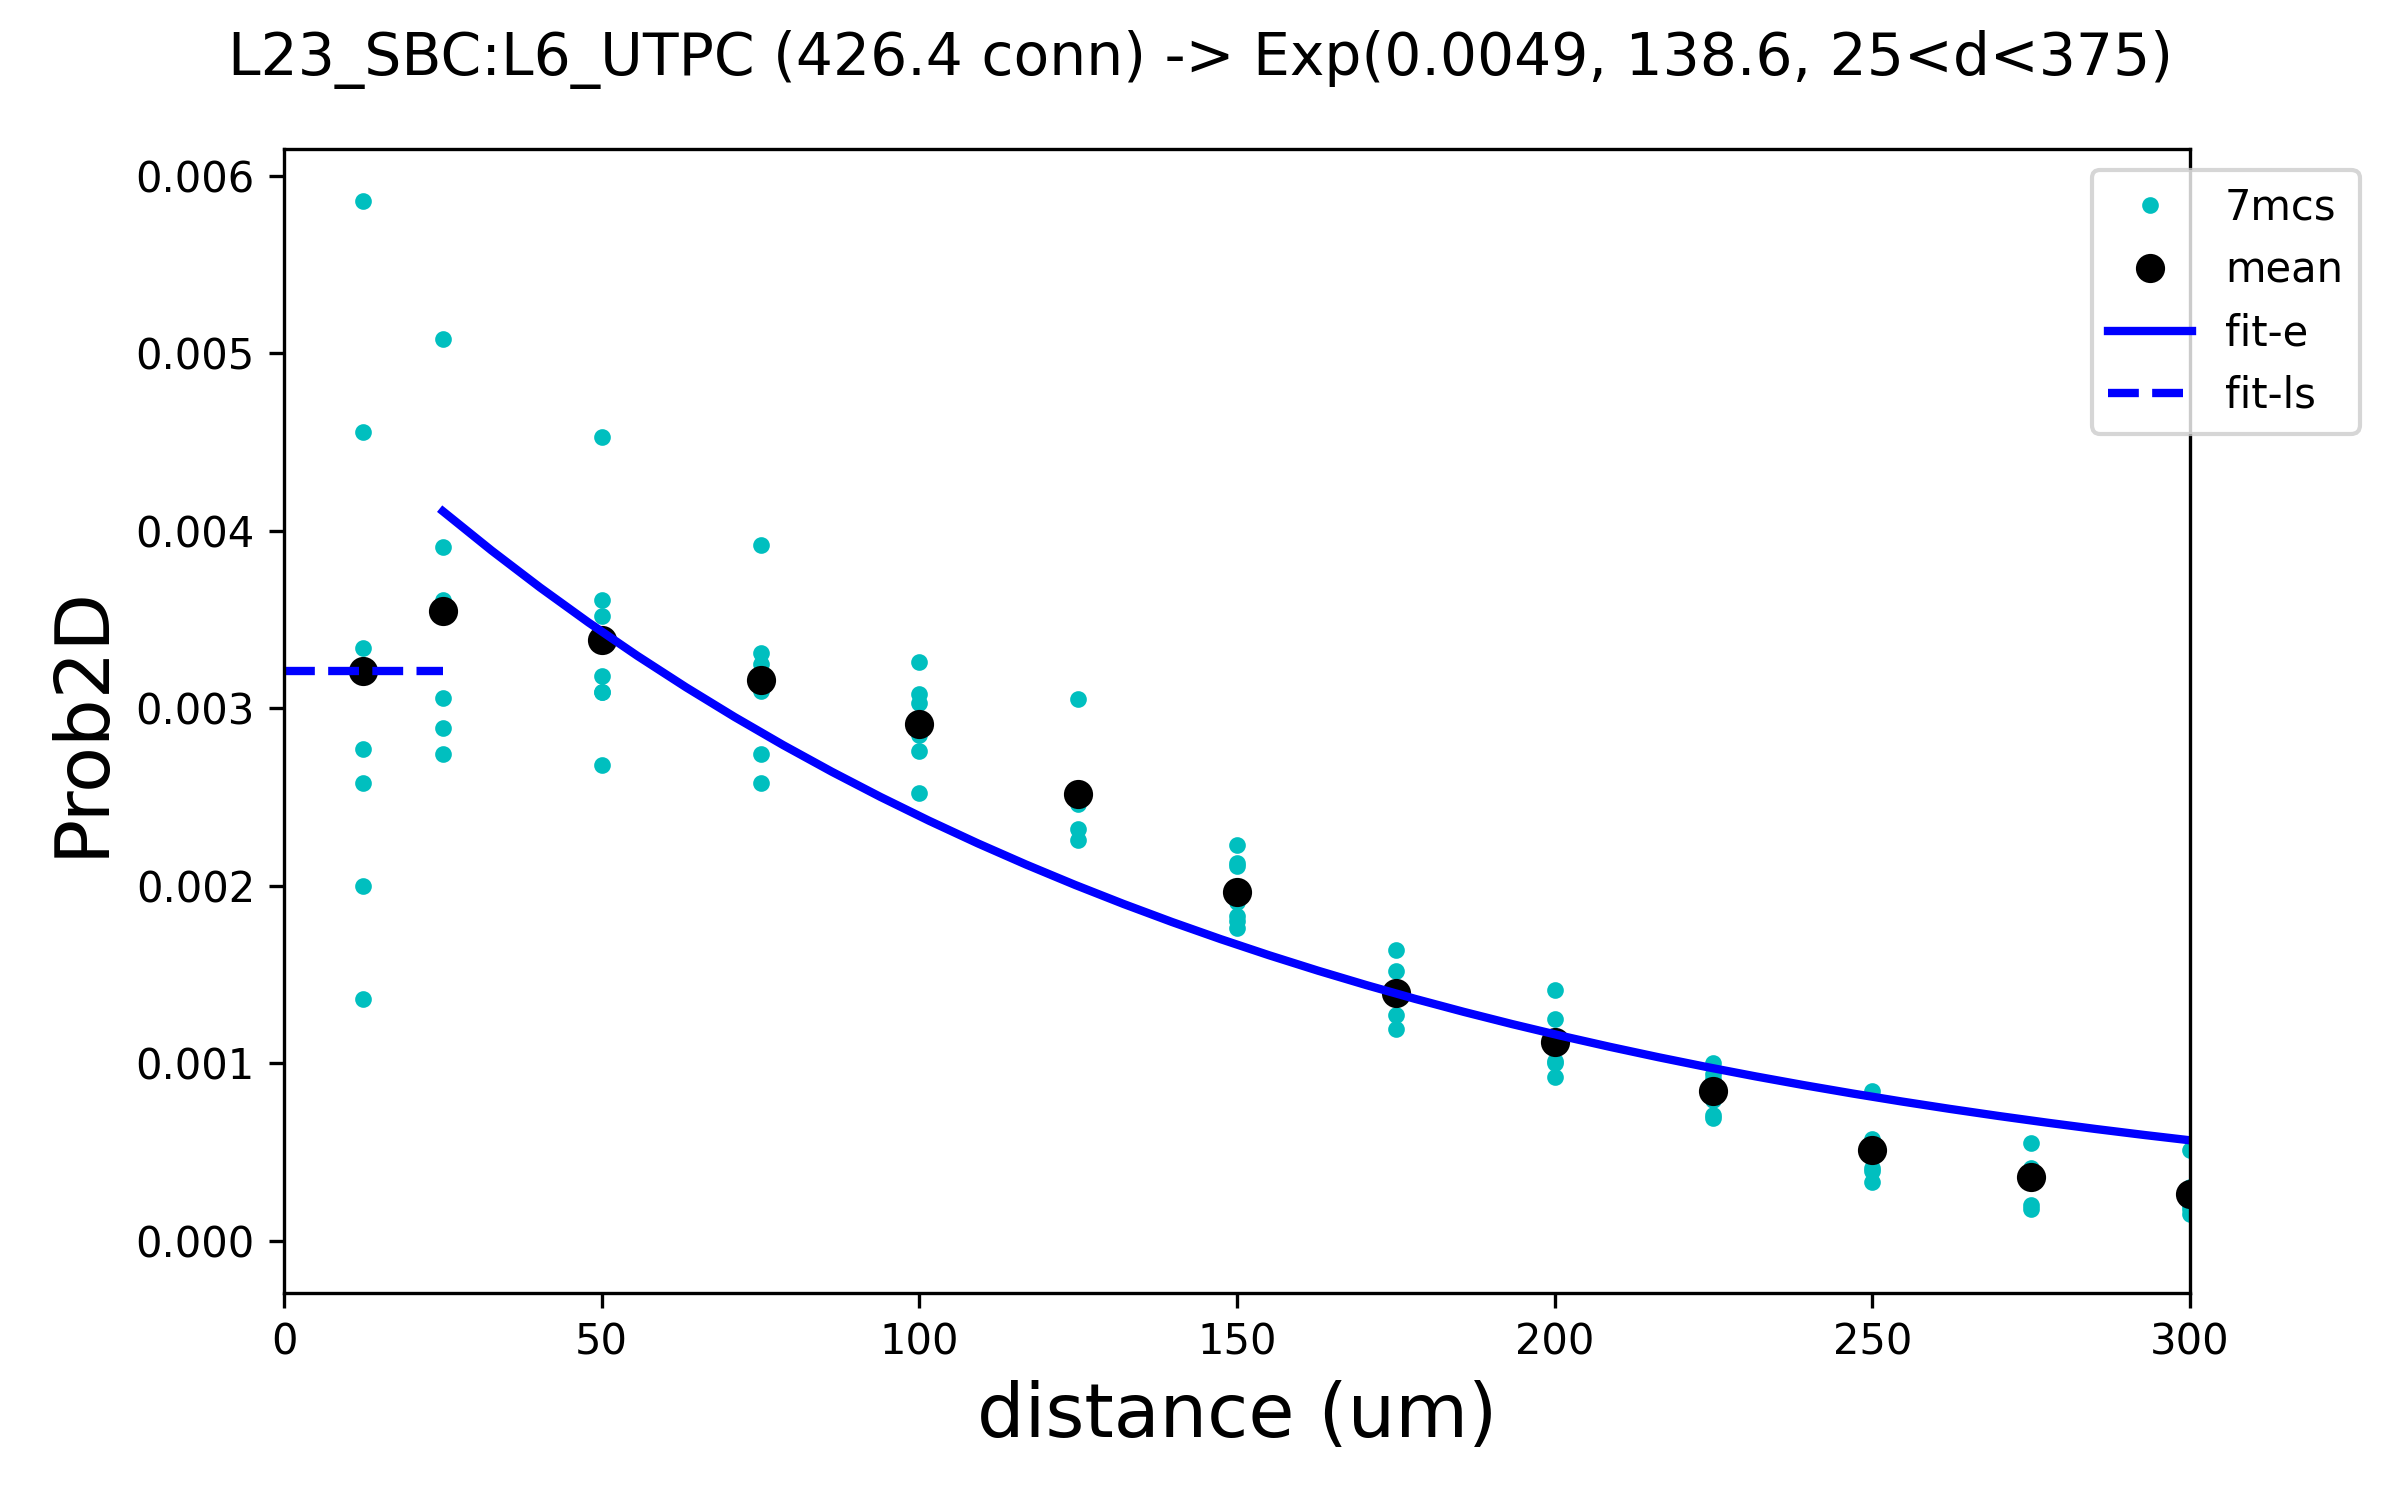 L23_SBC:L6_UTPC (426.4 conn) -> Exp(0.0049, 138.6, 25<d<375)
7mcs
mean
fit-e
fit-ls
0.006
0.005
0.004
0.003
0.002
0.001
0.000
Prob2D
0 50 100 150 200 250 300
distance (um)